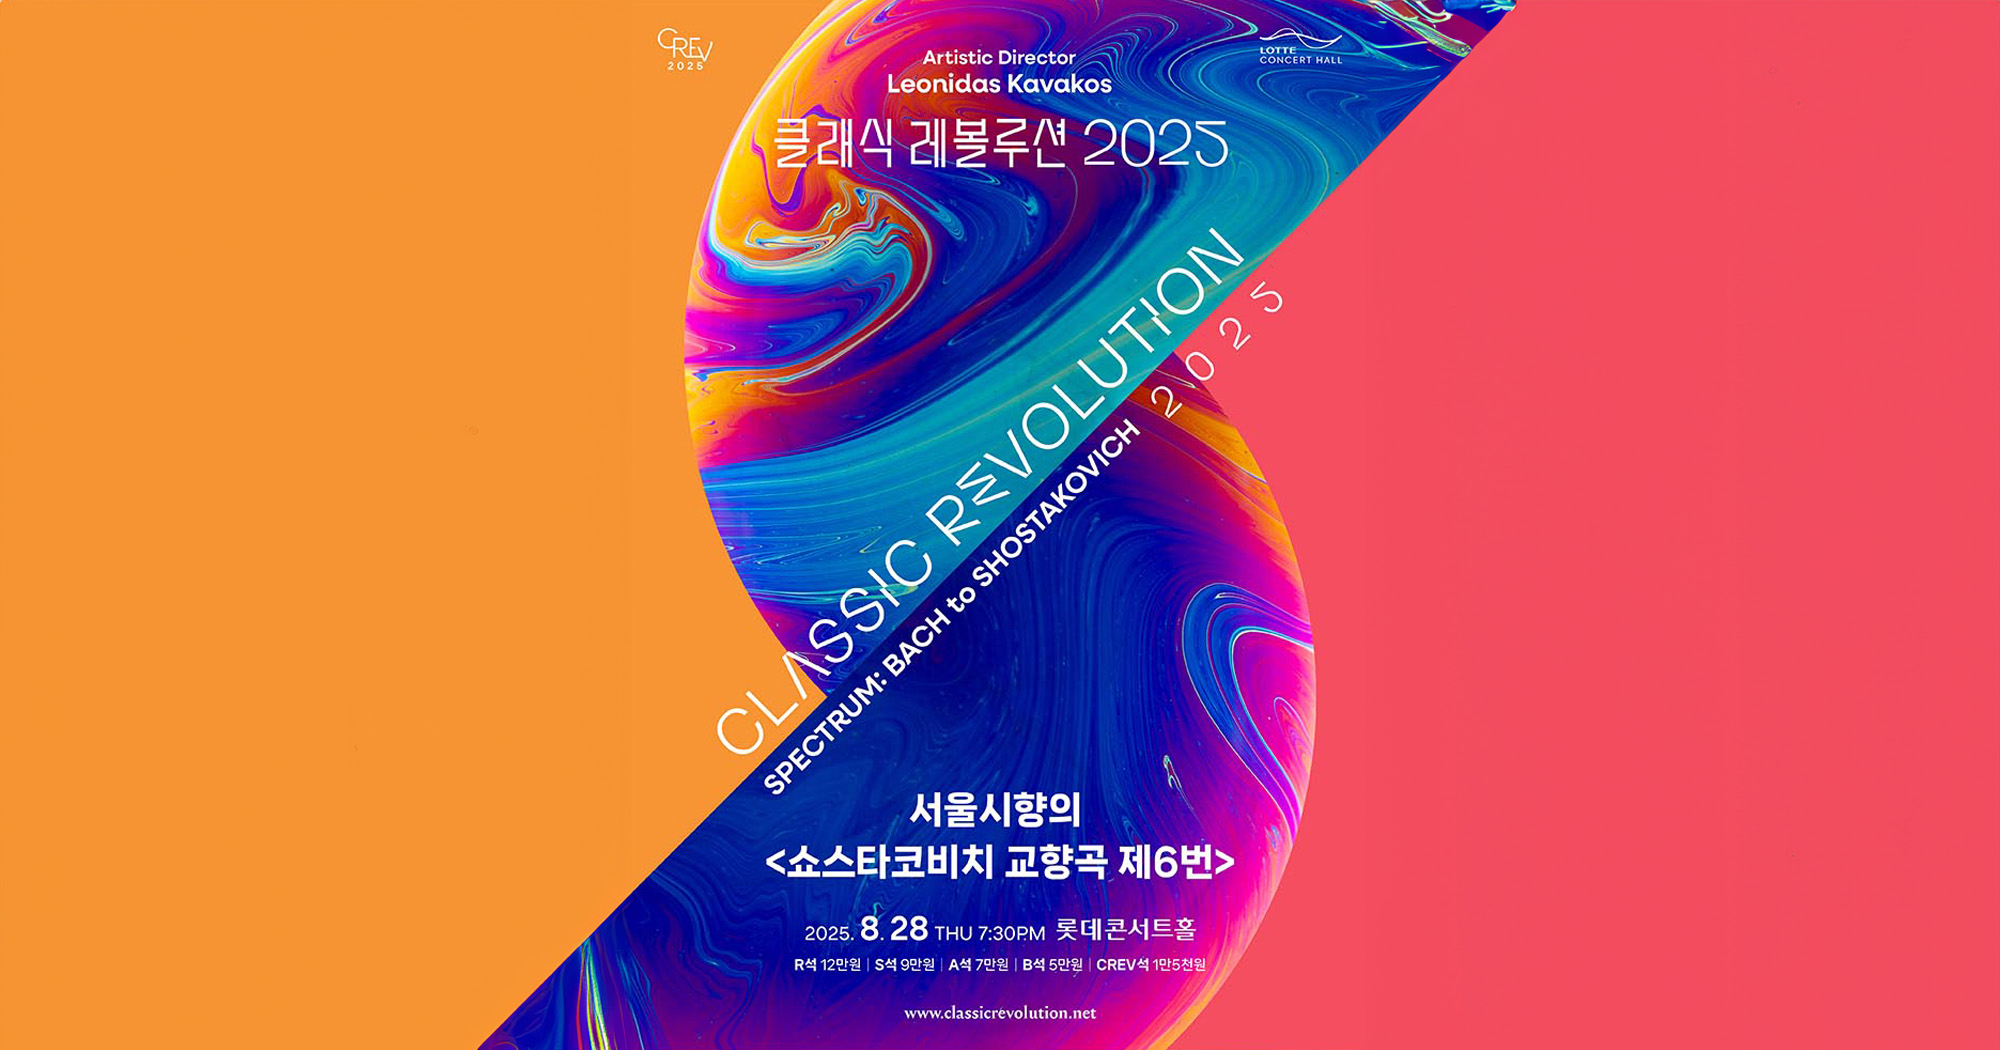 CREV
2025
Artistic Director
Leonidas Kavakos
LOTTE
CONCERT HALL
클래식 레볼루션 2025
CLASSIC REVOLUTION
2025
SPECTRUM: BACH to SHOSTAKOVICH
서울시향의
<쇼스타코비치 교향곡 제6번>
2025. 8. 28 THU 7:30PM 롯데콘서트홀
R석 12만원 | S석 9만원 | A석 7만원 | B석 5만원 | CREV석 1만5천원
www.classicrevolution.net